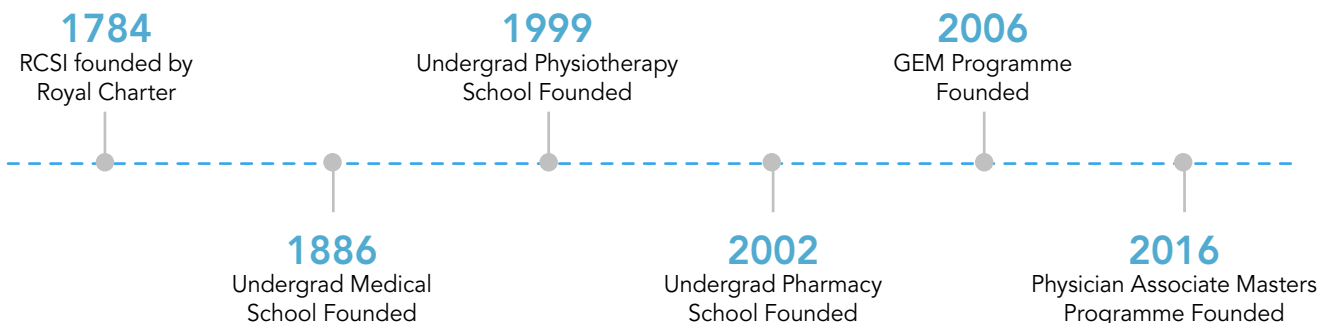 1784
RCSI founded by
Royal Charter
1886
Undergrad Medical
School Founded
1999
Undergrad Physiotherapy
School Founded
2002
Undergrad Pharmacy
School Founded
2006
GEM Programme
Founded
2016
Physician Associate Masters
Programme Founded